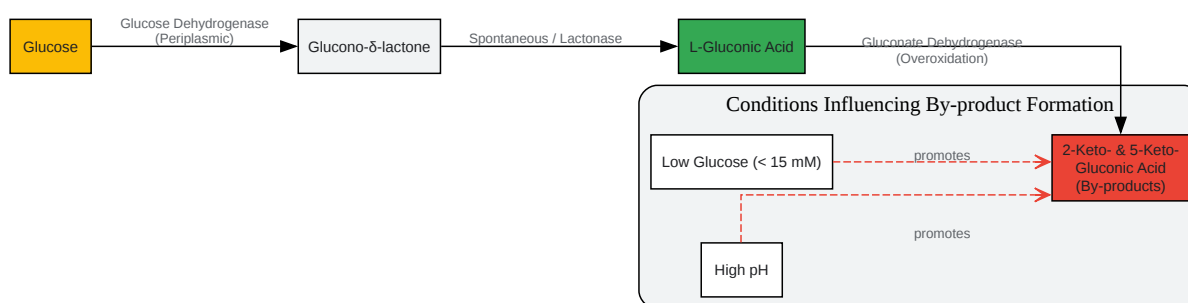 Glucose
Glucose Dehydrogenase
(Periplasmic)
Glucono-δ-lactone
Spontaneous / Lactonase
L-Gluconic Acid
Gluconate Dehydrogenase
(Overoxidation)
Conditions Influencing By-product Formation
Low Glucose (< 15 mM)
promotes
2-Keto- & 5-Keto-
Gluconic Acid
(By-products)
promotes
High pH